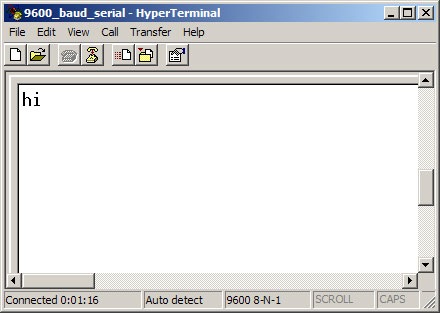 9600_baud_serial - HyperTerminal
File Edit View Call Transfer Help
hi
Connected 0:01:16 Auto detect 9600 8-N-1 SCROLL CAPS